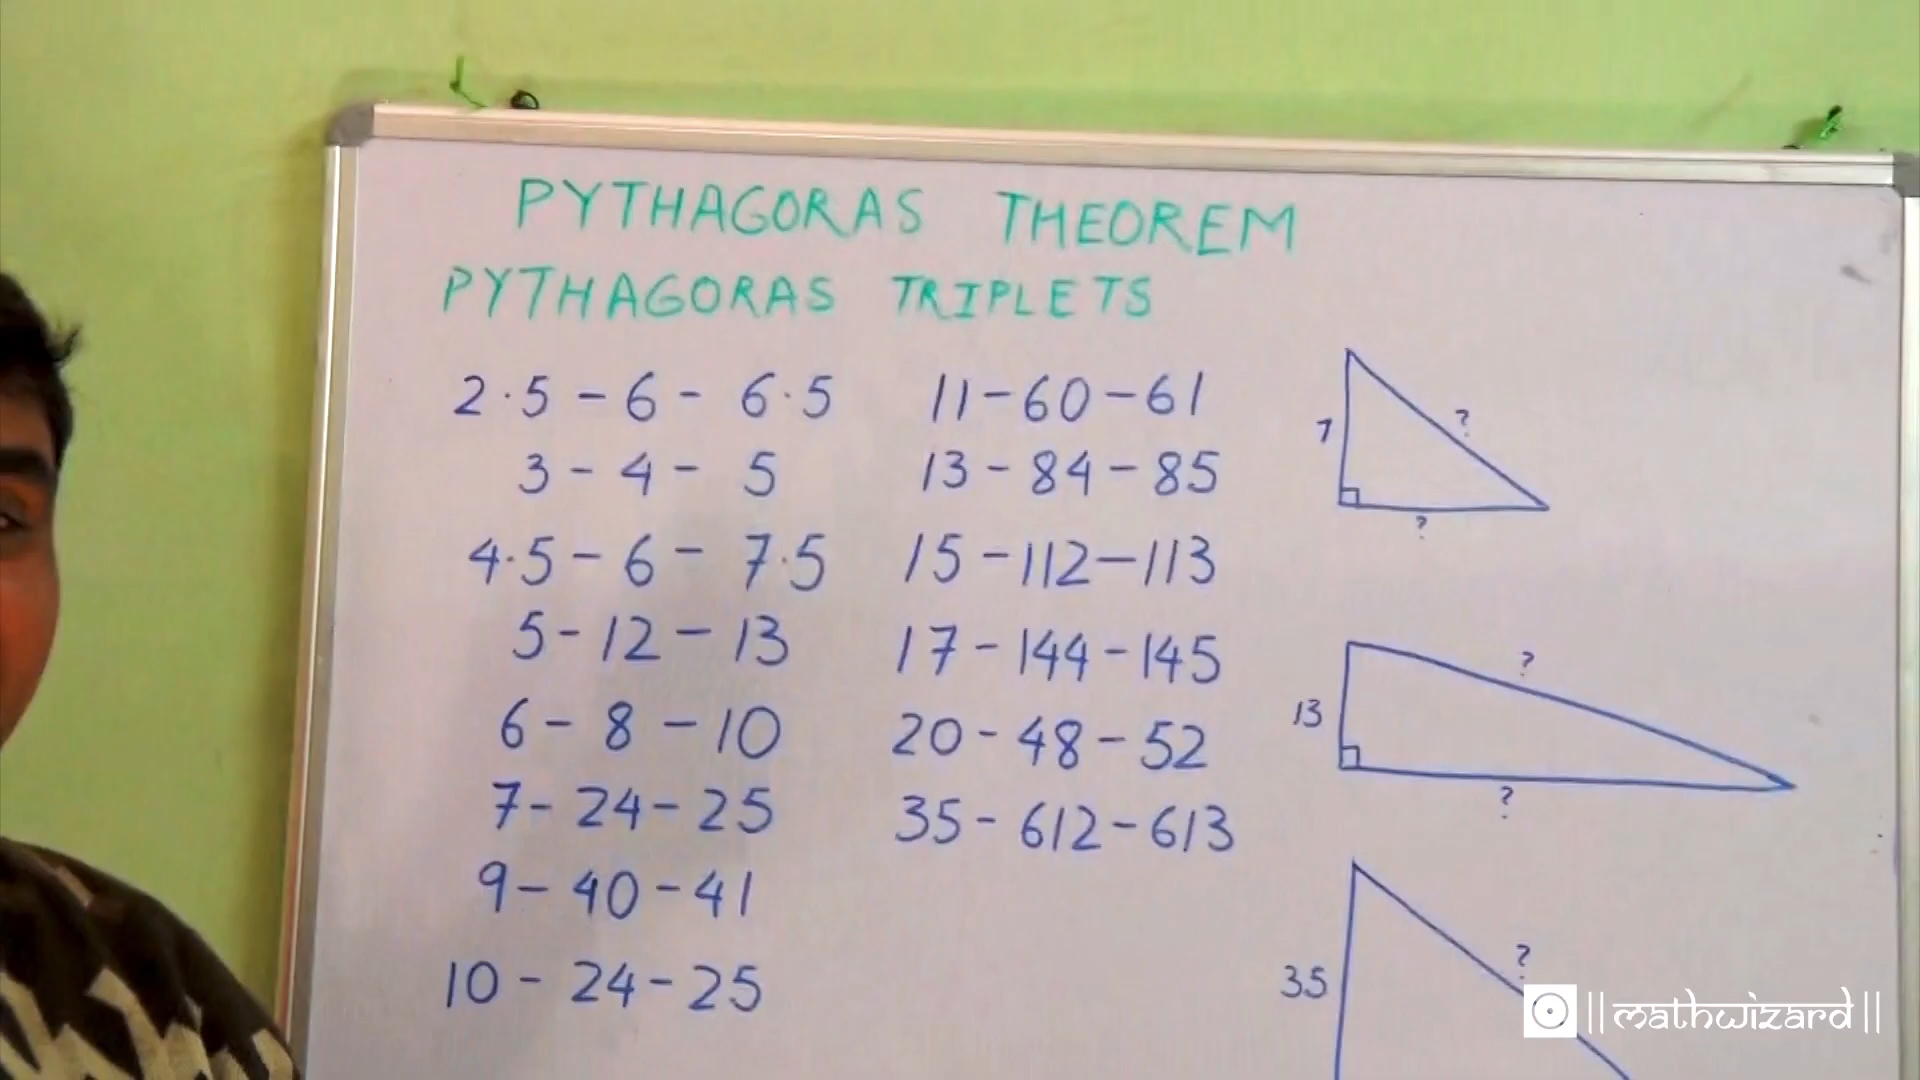 PYTHAGORAS THEOREM
PYTHAGORAS TRIPLETS
2.5 - 6 - 6.5
3 - 4 - 5
4.5 - 6 - 7.5
5 - 12 - 13
6 - 8 - 10
7 - 24 - 25
9 - 40 - 41
10 - 24 - 25
11 - 60 - 61
13 - 84 - 85
15 - 112 - 113
17 - 144 - 145
20 - 48 - 52
35 - 612 - 613
7
?
?
?
13
?
?
35
||mathwizard||